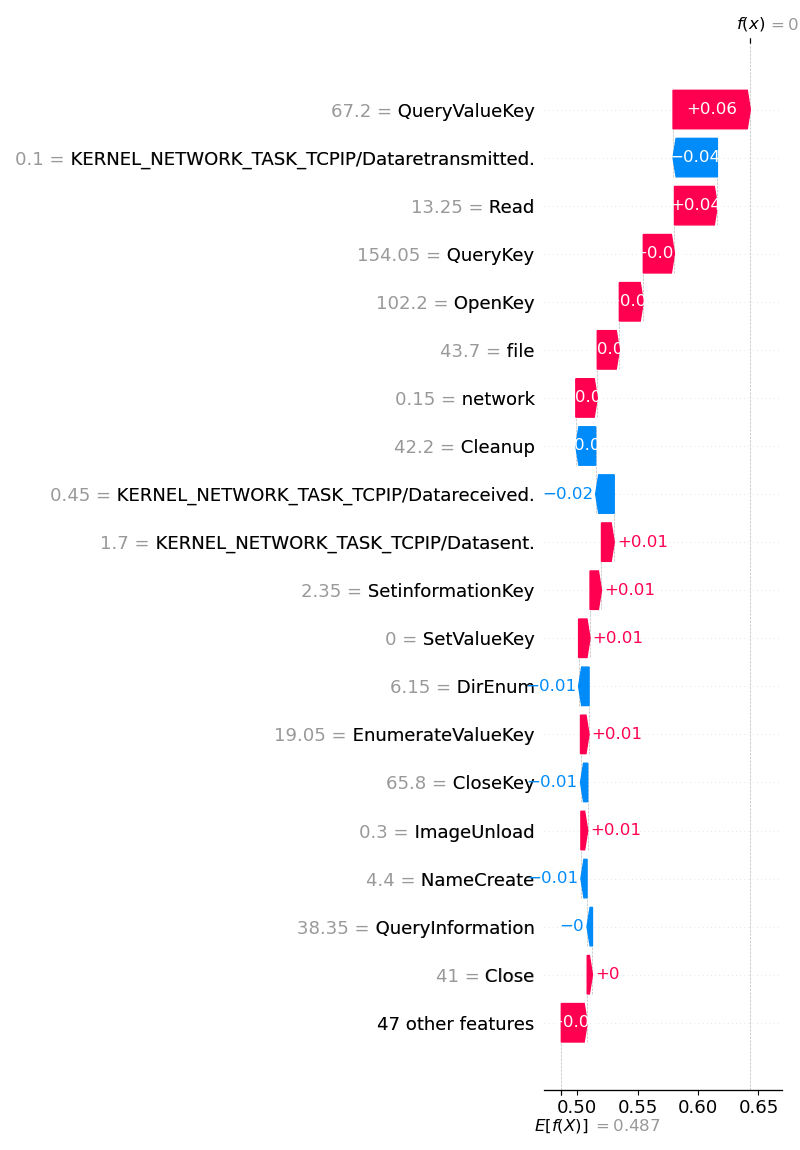 f(x) = 0
67.2 = QueryValueKey +0.06
0.1 = KERNEL_NETWORK_TASK_TCPIP/Dataretransmitted. −0.04
13.25 = Read +0.04
154.05 = QueryKey
102.2 = OpenKey
43.7 = file
0.15 = network
42.2 = Cleanup
0.45 = KERNEL_NETWORK_TASK_TCPIP/Datareceived. −0.02
1.7 = KERNEL_NETWORK_TASK_TCPIP/Datasent. +0.01
2.35 = SetinformationKey +0.01
0 = SetValueKey +0.01
6.15 = DirEnum −0.01
19.05 = EnumerateValueKey +0.01
65.8 = CloseKey −0.01
0.3 = ImageUnload +0.01
4.4 = NameCreate −0.01
38.35 = QueryInformation −0
41 = Close +0
47 other features
0.50 0.55 0.60 0.65
E[f(X)] = 0.487